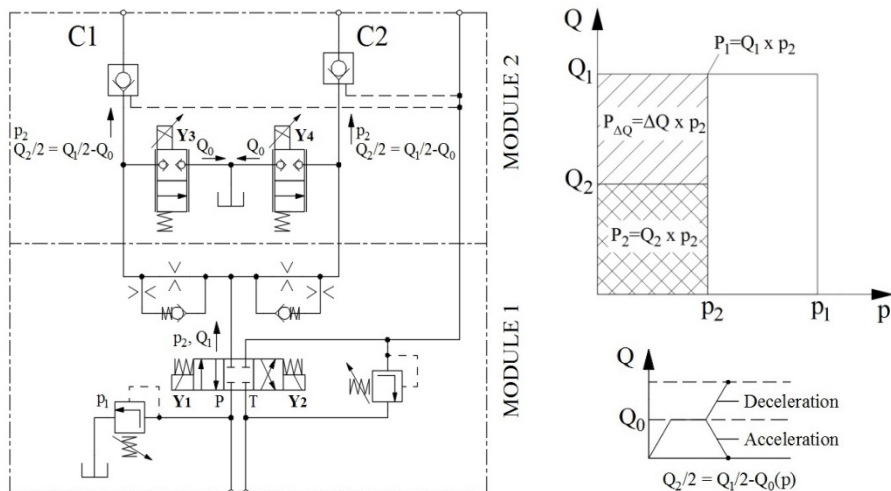 C1
C2
MODULE 2
p₂
Q₂/2 = Q₁/2-Q₀
Y3
Q₀
Q₀
Y4
p₂
Q₂/2 = Q₁/2-Q₀
p₂, Q₁
MODULE 1
p₁
Y1
P
T
Y2
Q
P₁=Q₁ x p₂
Q₁
P_ΔQ=ΔQ x p₂
Q₂
P₂=Q₂ x p₂
p₂
p₁
p
Q
Deceleration
Q₀
Acceleration
Q₂/2 = Q₁/2-Q₀(p)